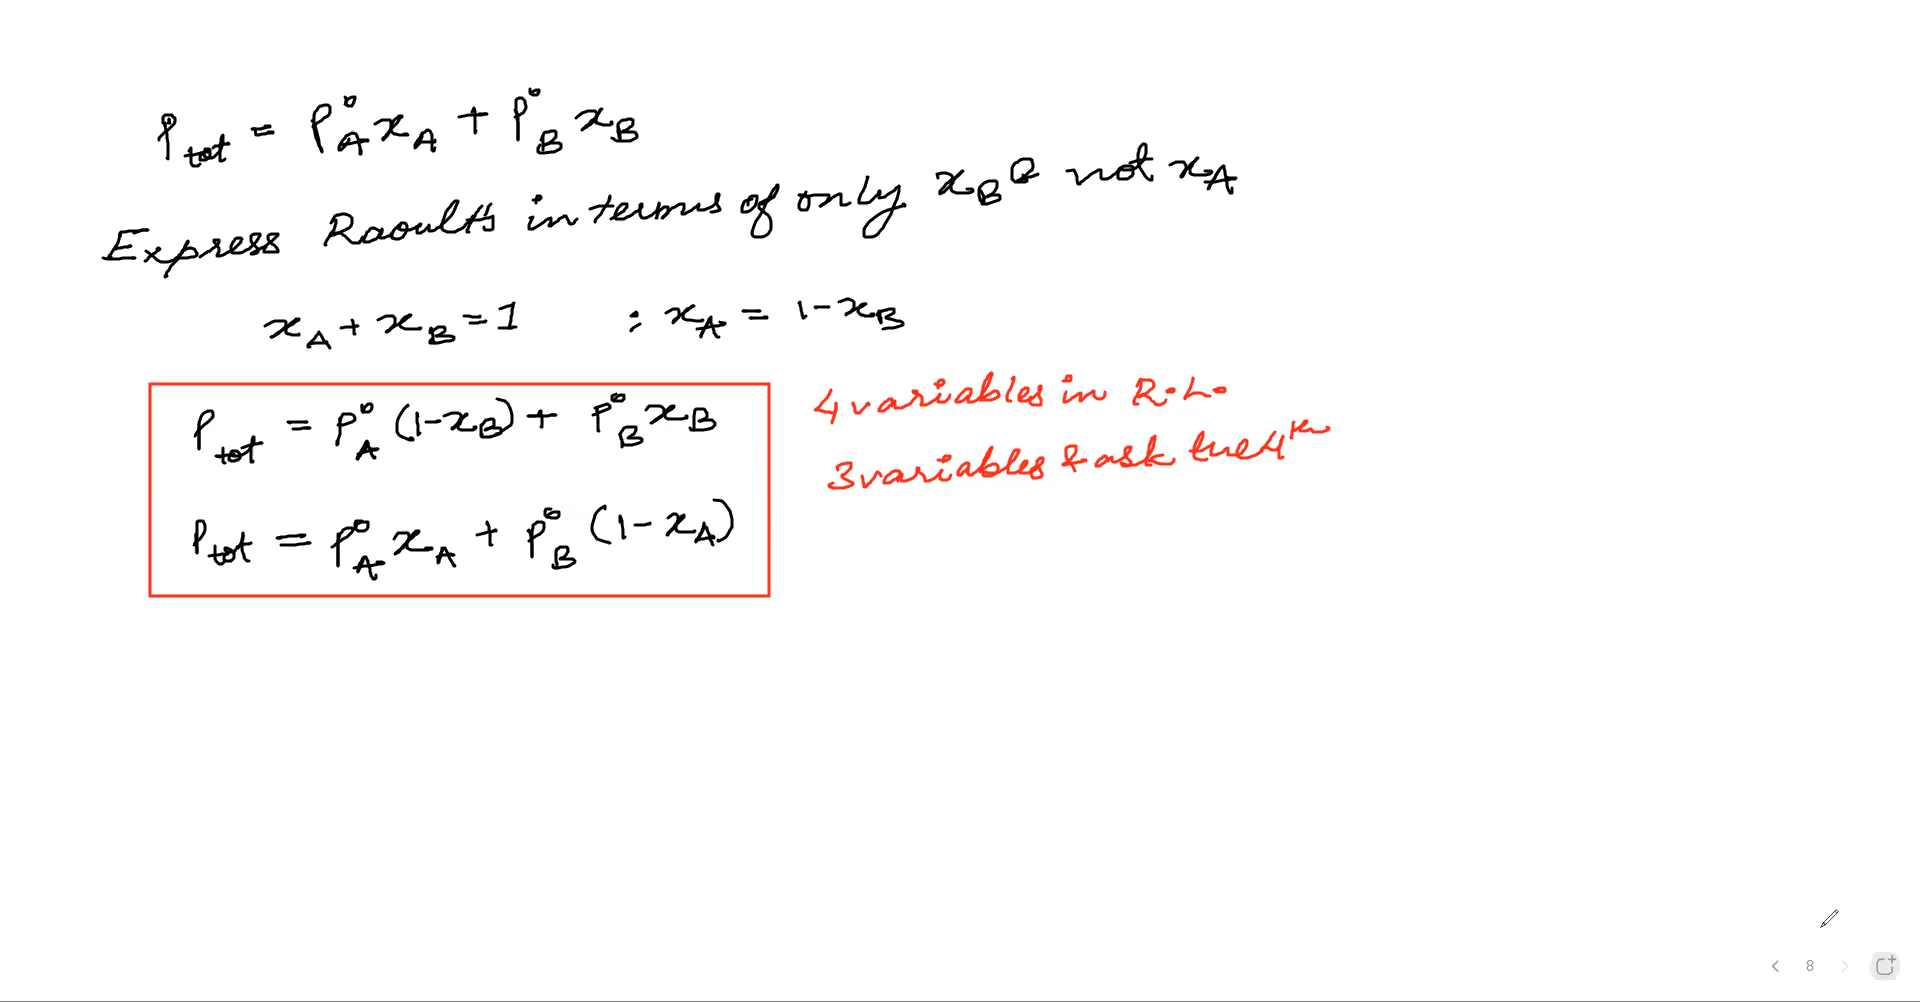 P_tot = P°_A x_A + P°_B x_B
Express Raoults in terms of only x_B & not x_A
x_A + x_B = 1 : x_A = 1 - x_B
P_tot = P°_A (1-x_B) + P°_B x_B
4 variables in R.L.
3 variables & ask the 4th
P_tot = P°_A x_A + P°_B (1 - x_A)
8